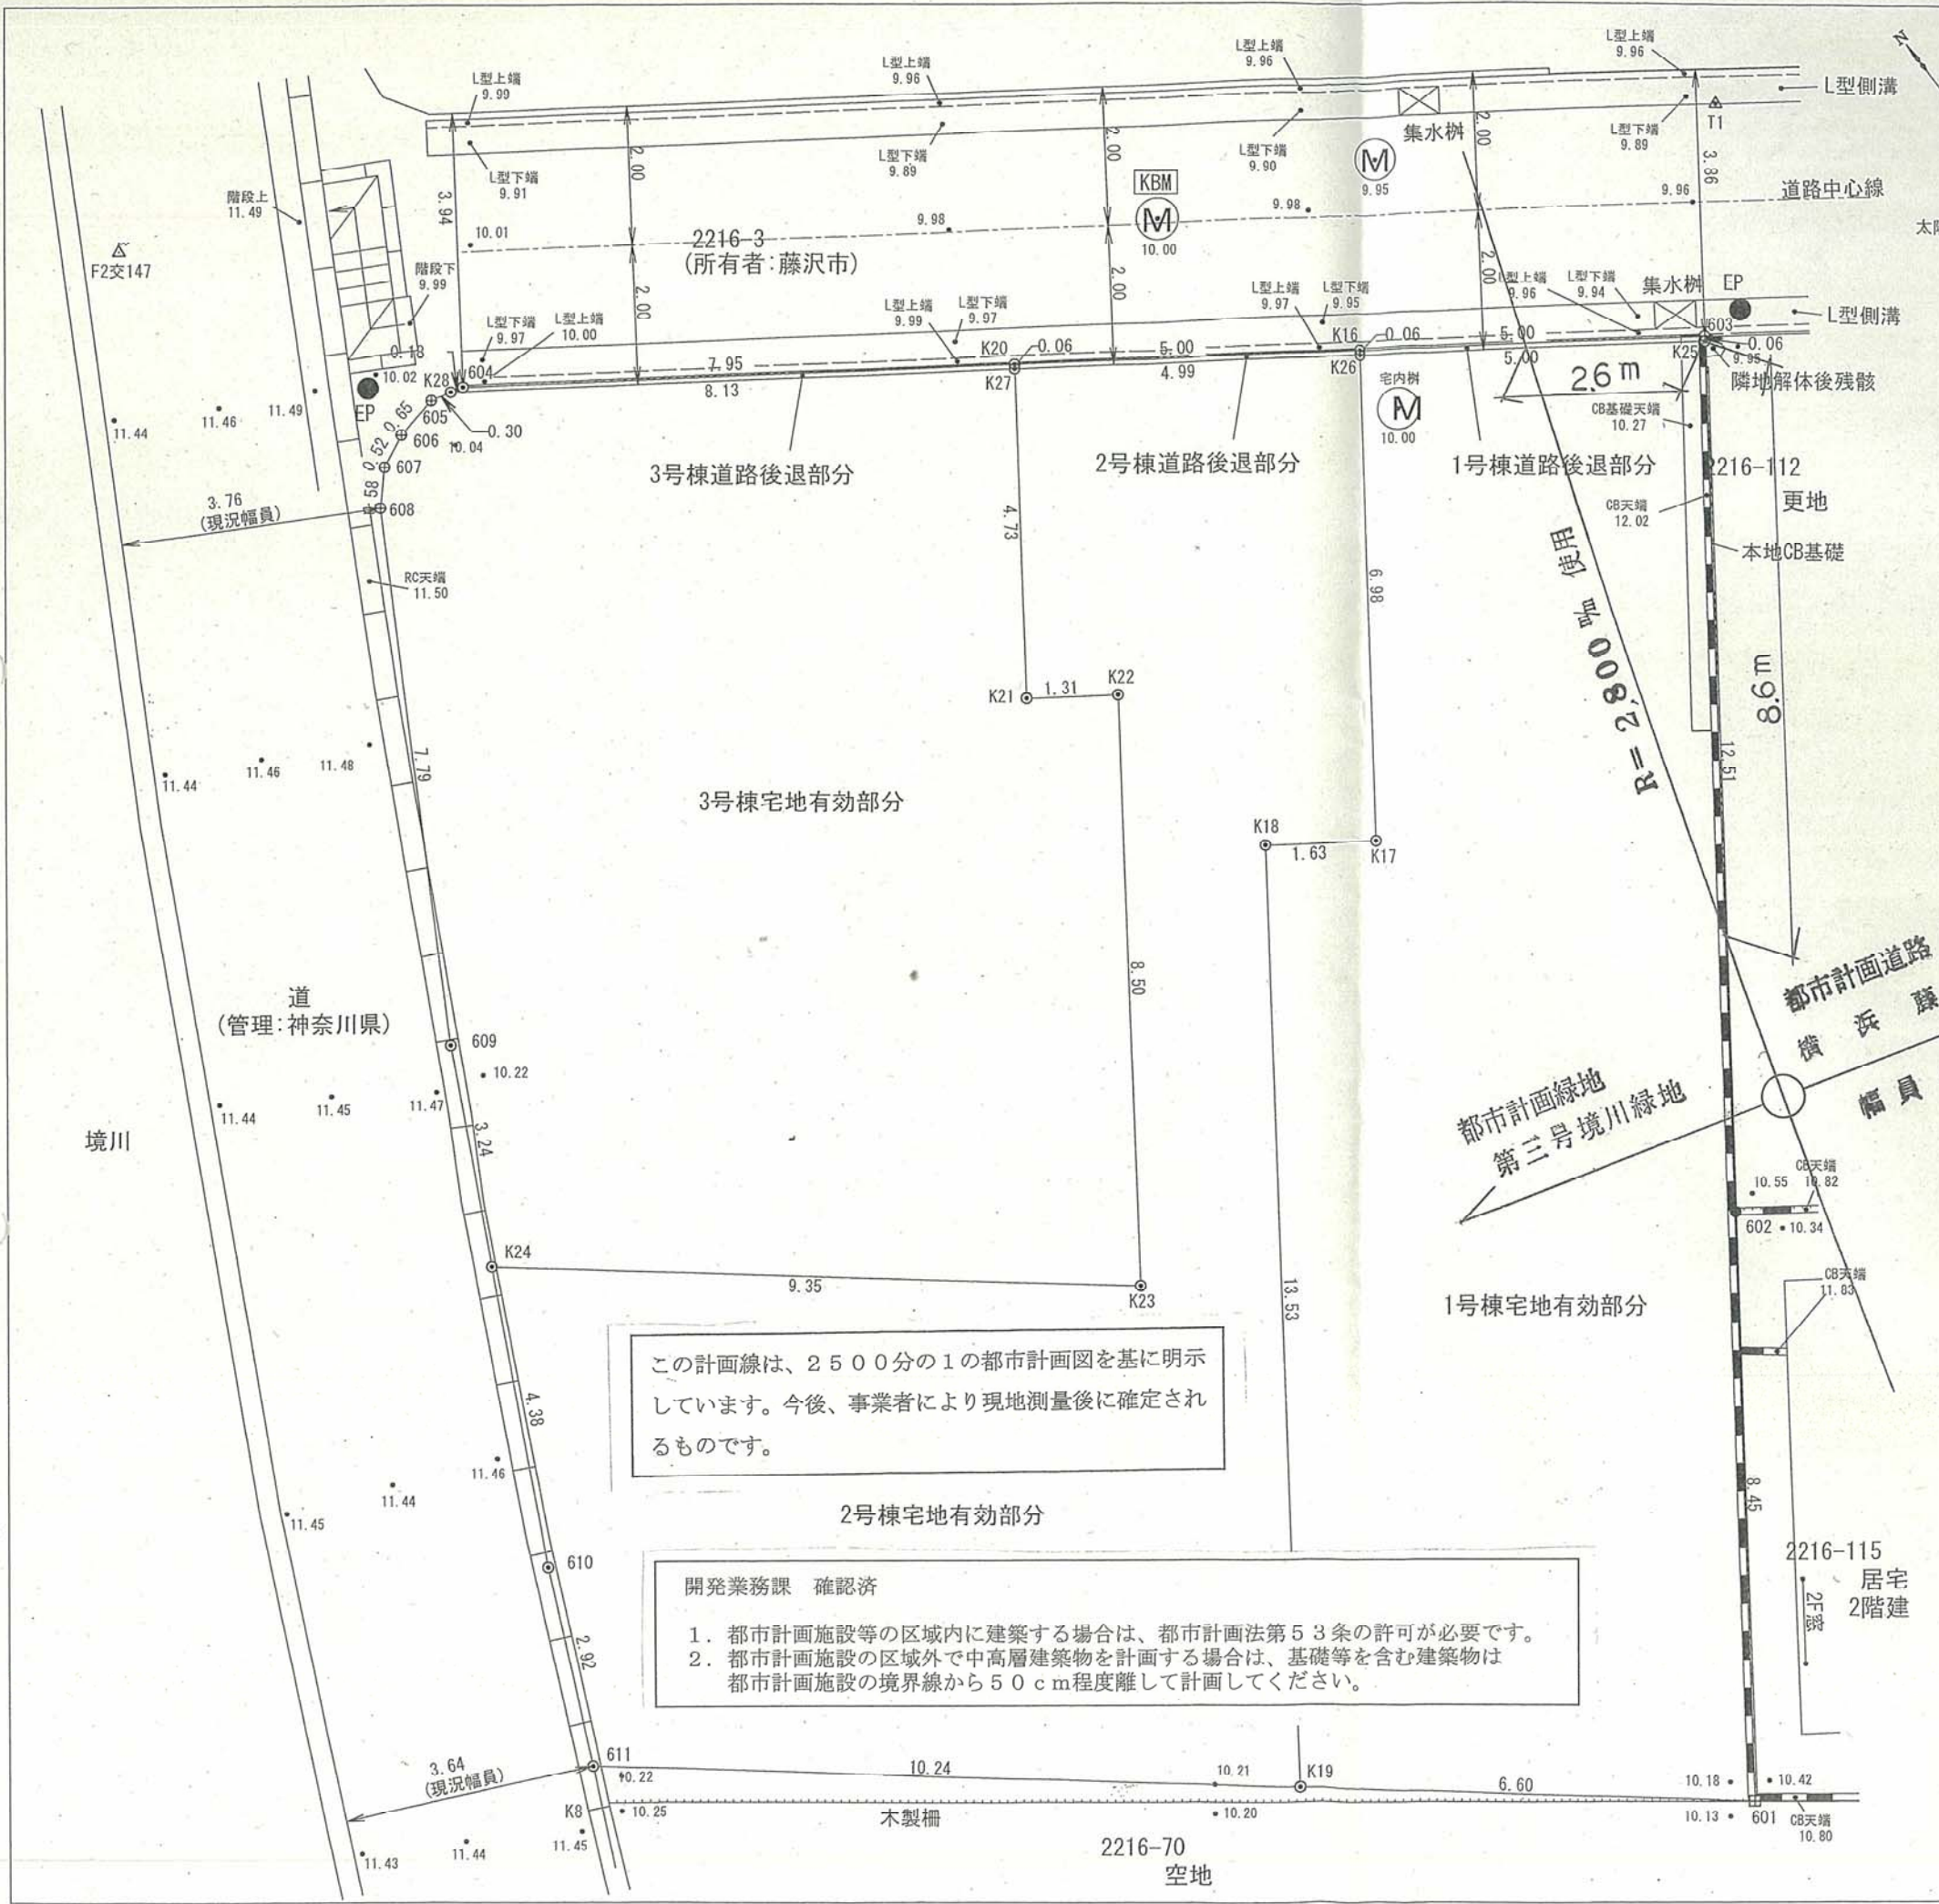 N
L型上端
9.96
L型上端
9.96
L型上端
9.96
L型上端
9.99
L型側溝
T1
集水桝
L型下端
9.89
L型下端
9.90
L型下端
9.89
L型下端
9.91
2.00
2.00
2.00
3.86
3.94
M
9.95
KBM
M
10.00
9.96
道路中心線
9.98
9.98
10.01
階段上
11.49
2216-3
(所有者:藤沢市)
太陽
F2交147
階段下
9.99
2.00
2.00
2.00
L型上端
9.96
L型下端
9.94
集水桝
EP
L型側溝
L型上端
9.97
L型下端
9.95
L型上端
9.99
L型下端
9.97
L型下端
9.97
L型上端
10.00
603
0.06
9.95
K25
隣地解体後残骸
K16
0.06
5.00
5.00
K26
K20
0.06
5.00
4.99
K27
7.95
8.13
0.18
10.02
K28
604
EP
605
0.65
0.30
606
10.04
0.52
607
.58
608
2.6m
宅内桝
M
10.00
CB基礎天端
10.27
11.44
11.46
11.49
3号棟道路後退部分
2号棟道路後退部分
1号棟道路後退部分
2216-112
更地
CB天端
12.02
本地CB基礎
3.76
(現況幅員)
4.73
6.98
使用
R=2,800‰
8.6m
12.51
RC天端
11.50
K21
1.31
K22
11.44
11.46
11.48
7.79
3号棟宅地有効部分
K18
1.63
K17
8.50
道
(管理:神奈川県)
609
10.22
11.44
11.45
11.47
3.24
境川
都市計画道路
横浜藤
幅員
都市計画緑地
第三号境川緑地
CB天端
10.82
10.55
602
10.34
K24
9.35
K23
CB天端
11.83
13.53
1号棟宅地有効部分
この計画線は、2500分の1の都市計画図を基に明示
しています。今後、事業者により現地測量後に確定され
るものです。
4.38
11.46
11.44
11.45
8.45
2号棟宅地有効部分
610
2216-115
居宅
2階建
2F窓
開発業務課 確認済
1. 都市計画施設等の区域内に建築する場合は、都市計画法第53条の許可が必要です。
2. 都市計画施設の区域外で中高層建築物を計画する場合は、基礎等を含む建築物は
都市計画施設の境界線から50cm程度離して計画してください。
2.92
3.64
(現況幅員)
611
10.22
10.24
10.21
K19
6.60
10.18
10.42
K8
10.25
木製柵
10.20
10.13
601
CB天端
10.80
11.43
11.44
11.45
2216-70
空地